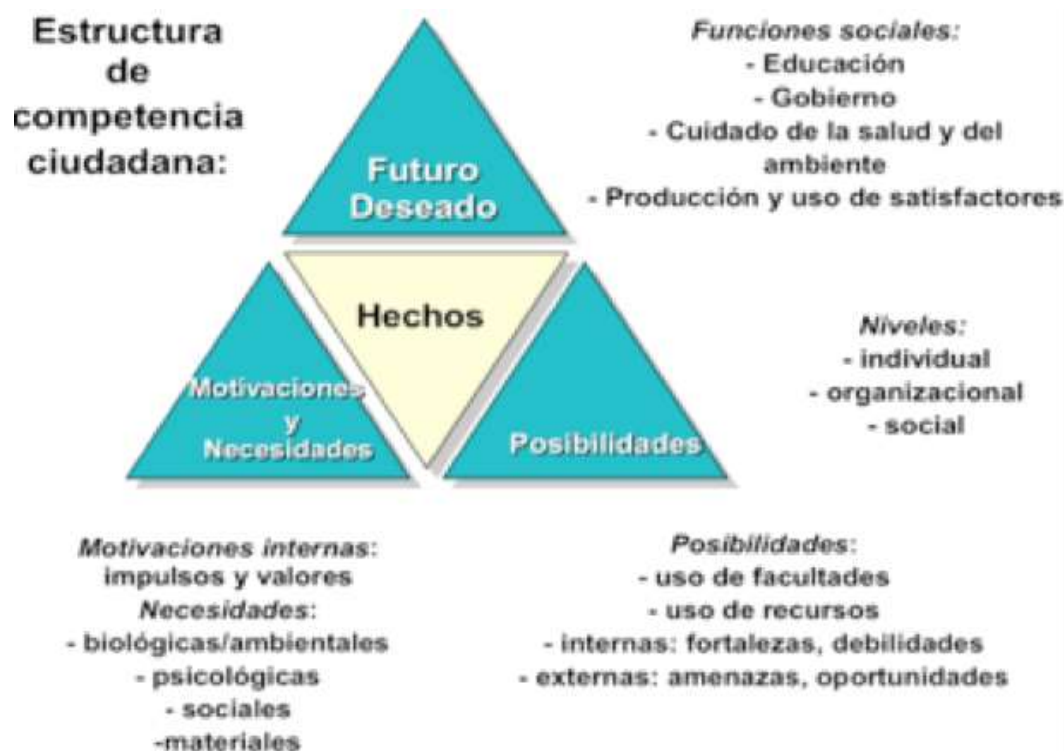 Estructura
de
competencia
ciudadana:
Funciones sociales:
- Educación
- Gobierno
- Cuidado de la salud y del
ambiente
- Producción y uso de satisfactores
Futuro
Deseado
Hechos
Motivaciones
y
Necesidades
Posibilidades
Niveles:
- individual
- organizacional
- social
Motivaciones internas:
impulsos y valores
Necesidades:
- biológicas/ambientales
- psicológicas
- sociales
-materiales
Posibilidades:
- uso de facultades
- uso de recursos
- internas: fortalezas, debilidades
- externas: amenazas, oportunidades